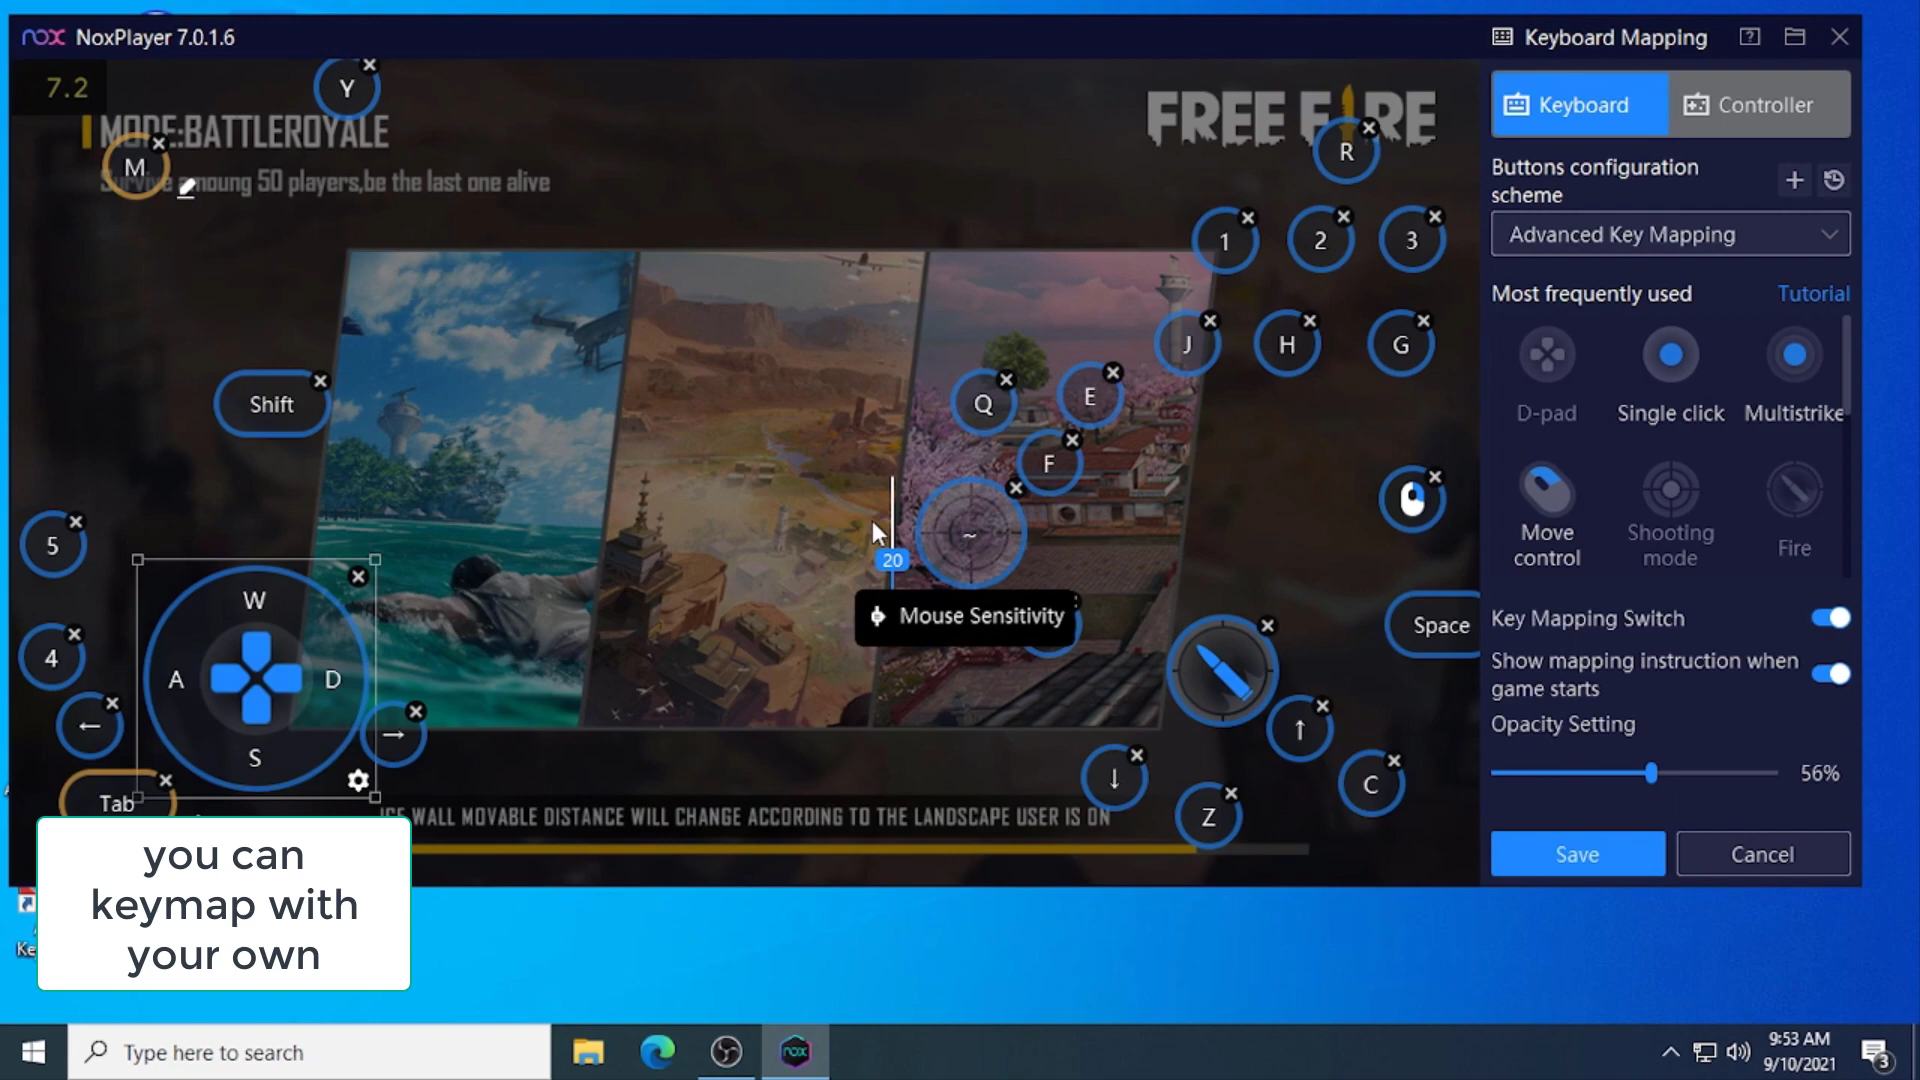 nox NoxPlayer 7.0.1.6
Keyboard Mapping
7.2
Y
MODE:BATTLEROYALE
FREE FIRE
Keyboard
Controller
M
R
Survive amoung 50 players,be the last one alive
Buttons configuration
scheme
1
2
3
Advanced Key Mapping
Most frequently used
Tutorial
J
H
G
Shift
Q
E
D-pad
Single click
Multistrike
F
5
~
20
Move
control
Shooting
mode
Fire
W
A
D
S
Mouse Sensitivity
Space
Key Mapping Switch
4
Show mapping instruction when
game starts
←
→
↑
Opacity Setting
56%
↓
C
Z
Tab
ICE WALL MOVABLE DISTANCE WILL CHANGE ACCORDING TO THE LANDSCAPE USER IS ON
Save
Cancel
you can
keymap with
your own
Ke
Type here to search
nox
9:53 AM
9/10/2021
3